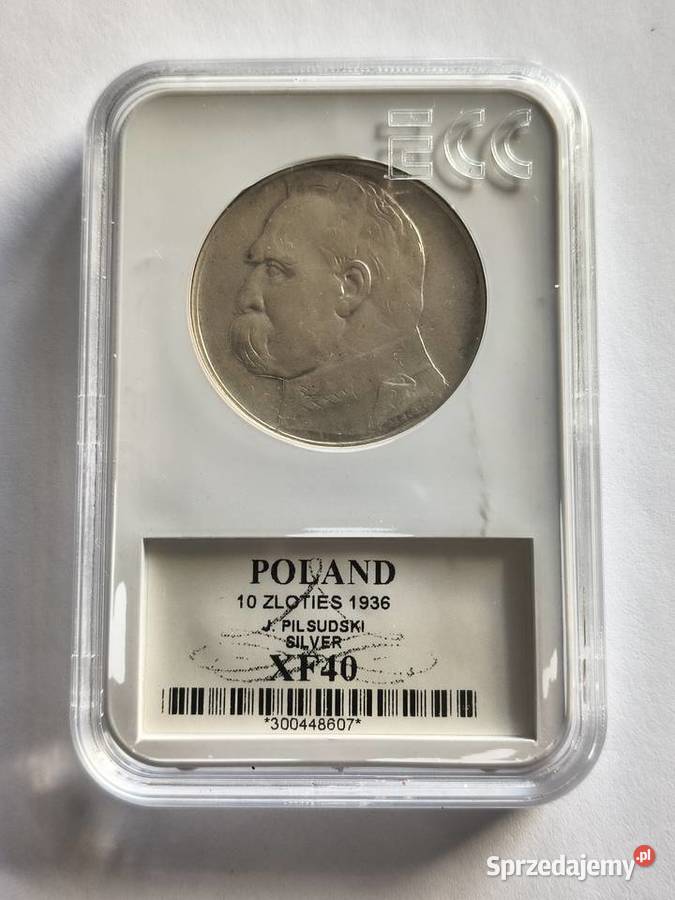 ECC
POLAND
10 ZLOTIES 1936
J. PILSUDSKI
SILVER
XF40
*300448607*
Sprzedajemy.pl